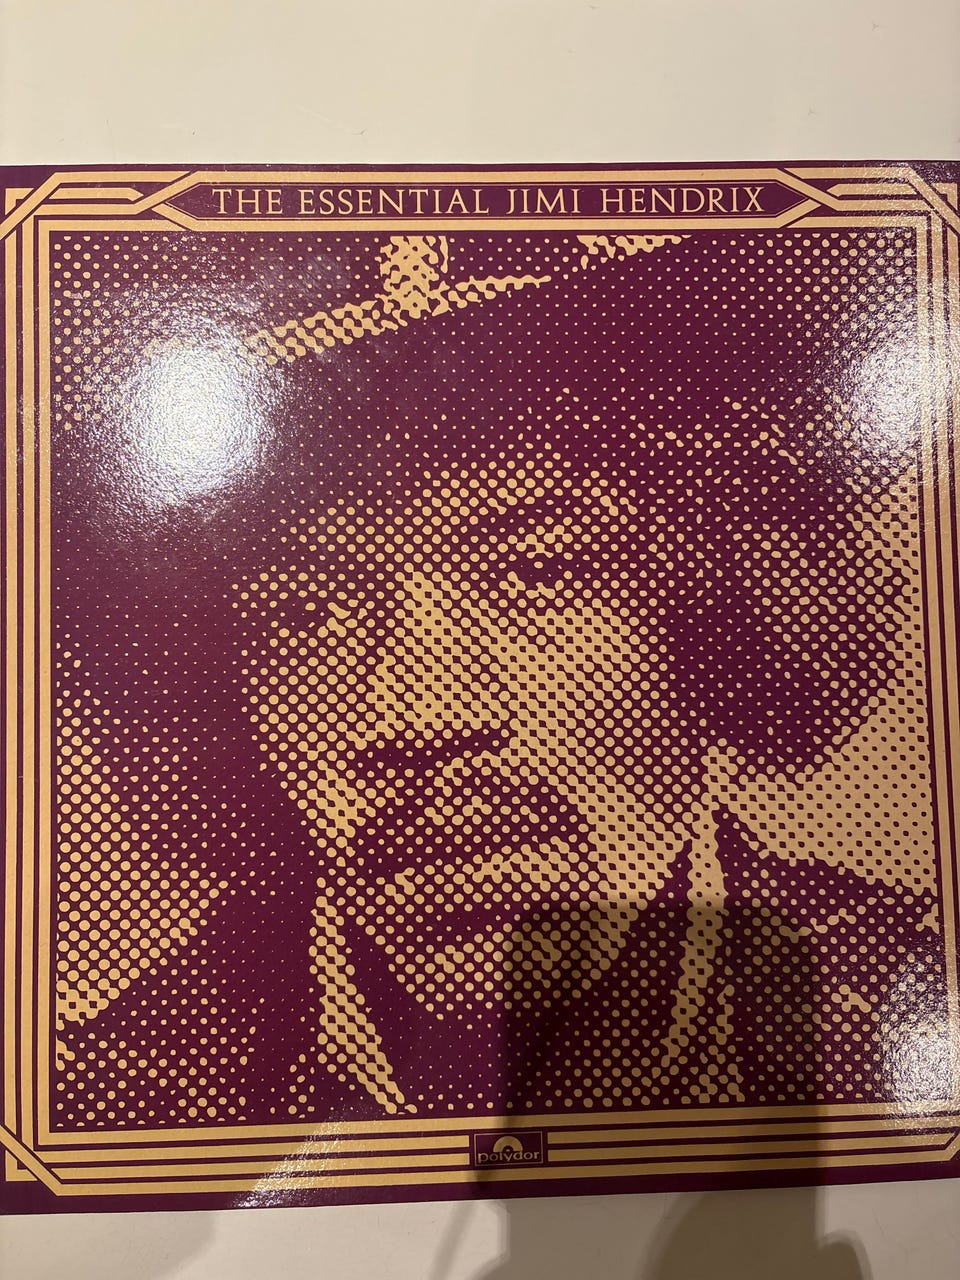 THE ESSENTIAL JIMI HENDRIX
polydor